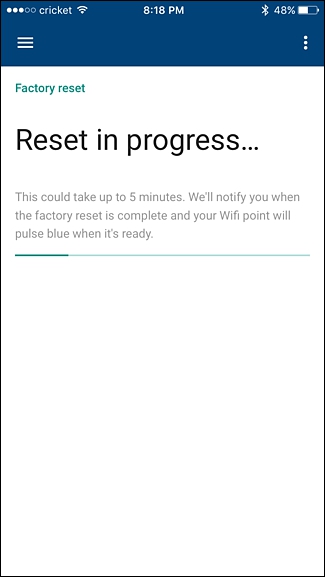 cricket 8:18 PM 48%
Factory reset
Reset in progress...
This could take up to 5 minutes. We'll notify you when
the factory reset is complete and your Wifi point will
pulse blue when it's ready.